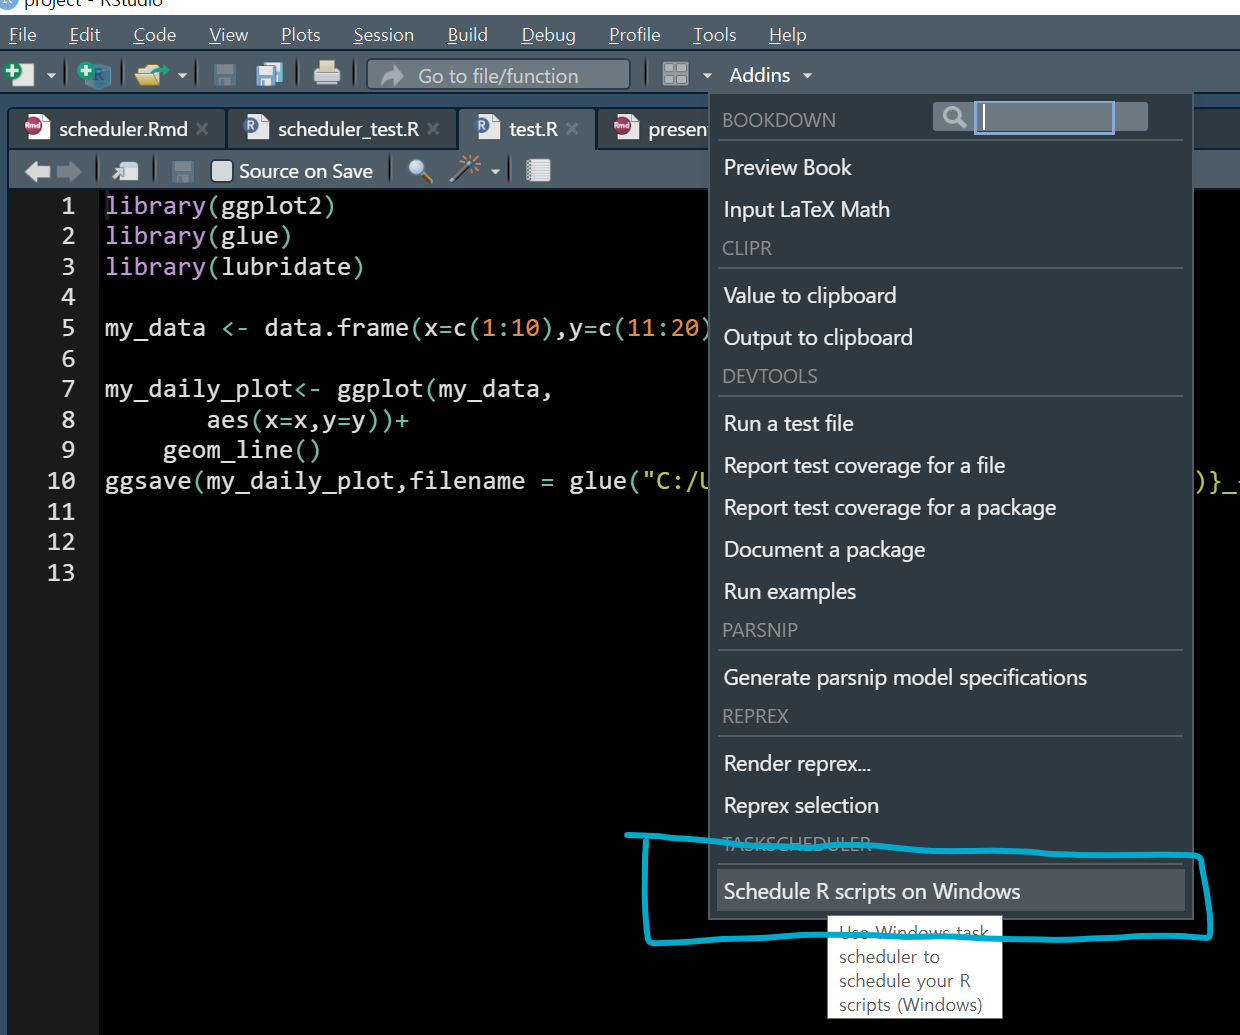 project - RStudio
File Edit Code View Plots Session Build Debug Profile Tools Help
Go to file/function Addins
scheduler.Rmd scheduler_test.R test.R presen
Source on Save
1 library(ggplot2)
2 library(glue)
3 library(lubridate)
4
5 my_data <- data.frame(x=c(1:10),y=c(11:20)
6
7 my_daily_plot<- ggplot(my_data,
8 aes(x=x,y=y))+
9 geom_line()
10 ggsave(my_daily_plot,filename = glue("C:/U )}_
11
12
13
BOOKDOWN
Preview Book
Input LaTeX Math
CLIPR
Value to clipboard
Output to clipboard
DEVTOOLS
Run a test file
Report test coverage for a file
Report test coverage for a package
Document a package
Run examples
PARSNIP
Generate parsnip model specifications
REPREX
Render reprex...
Reprex selection
TASKSCHEDULER
Schedule R scripts on Windows
Use Windows task
scheduler to
schedule your R
scripts (Windows)